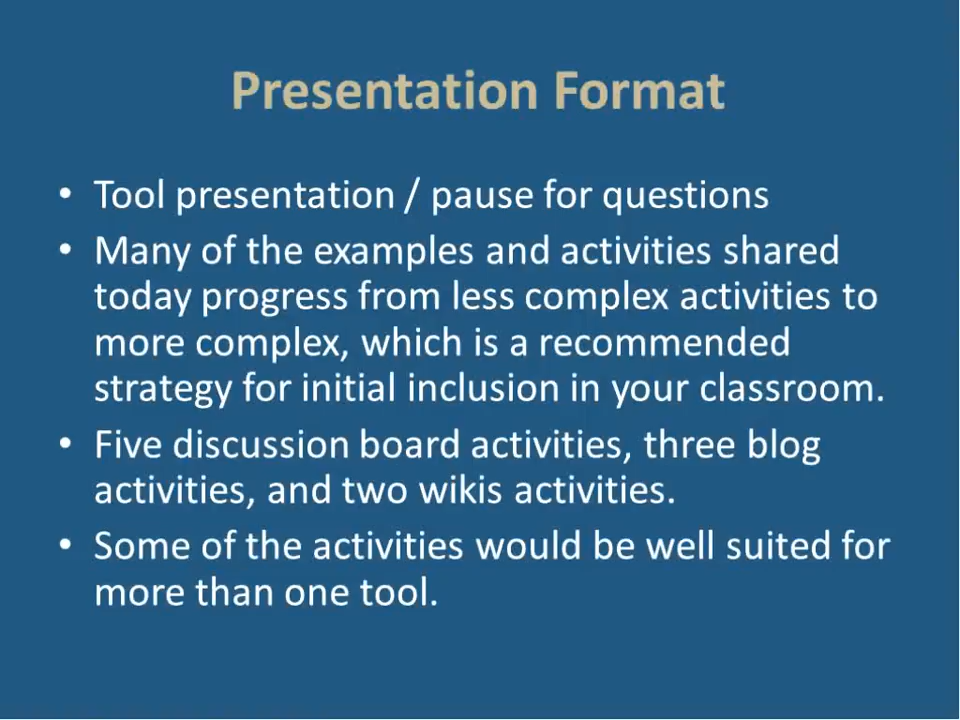 Presentation Format
• Tool presentation / pause for questions
• Many of the examples and activities shared
today progress from less complex activities to
more complex, which is a recommended
strategy for initial inclusion in your classroom.
• Five discussion board activities, three blog
activities, and two wikis activities.
• Some of the activities would be well suited for
more than one tool.